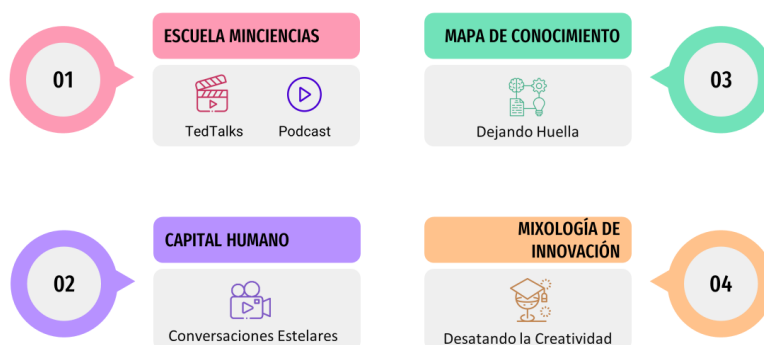 01
ESCUELA MINCIENCIAS
TedTalks
Podcast
02
CAPITAL HUMANO
Conversaciones Estelares
03
MAPA DE CONOCIMIENTO
Dejando Huella
04
MIXOLOGÍA DE
INNOVACIÓN
Desatando la Creatividad